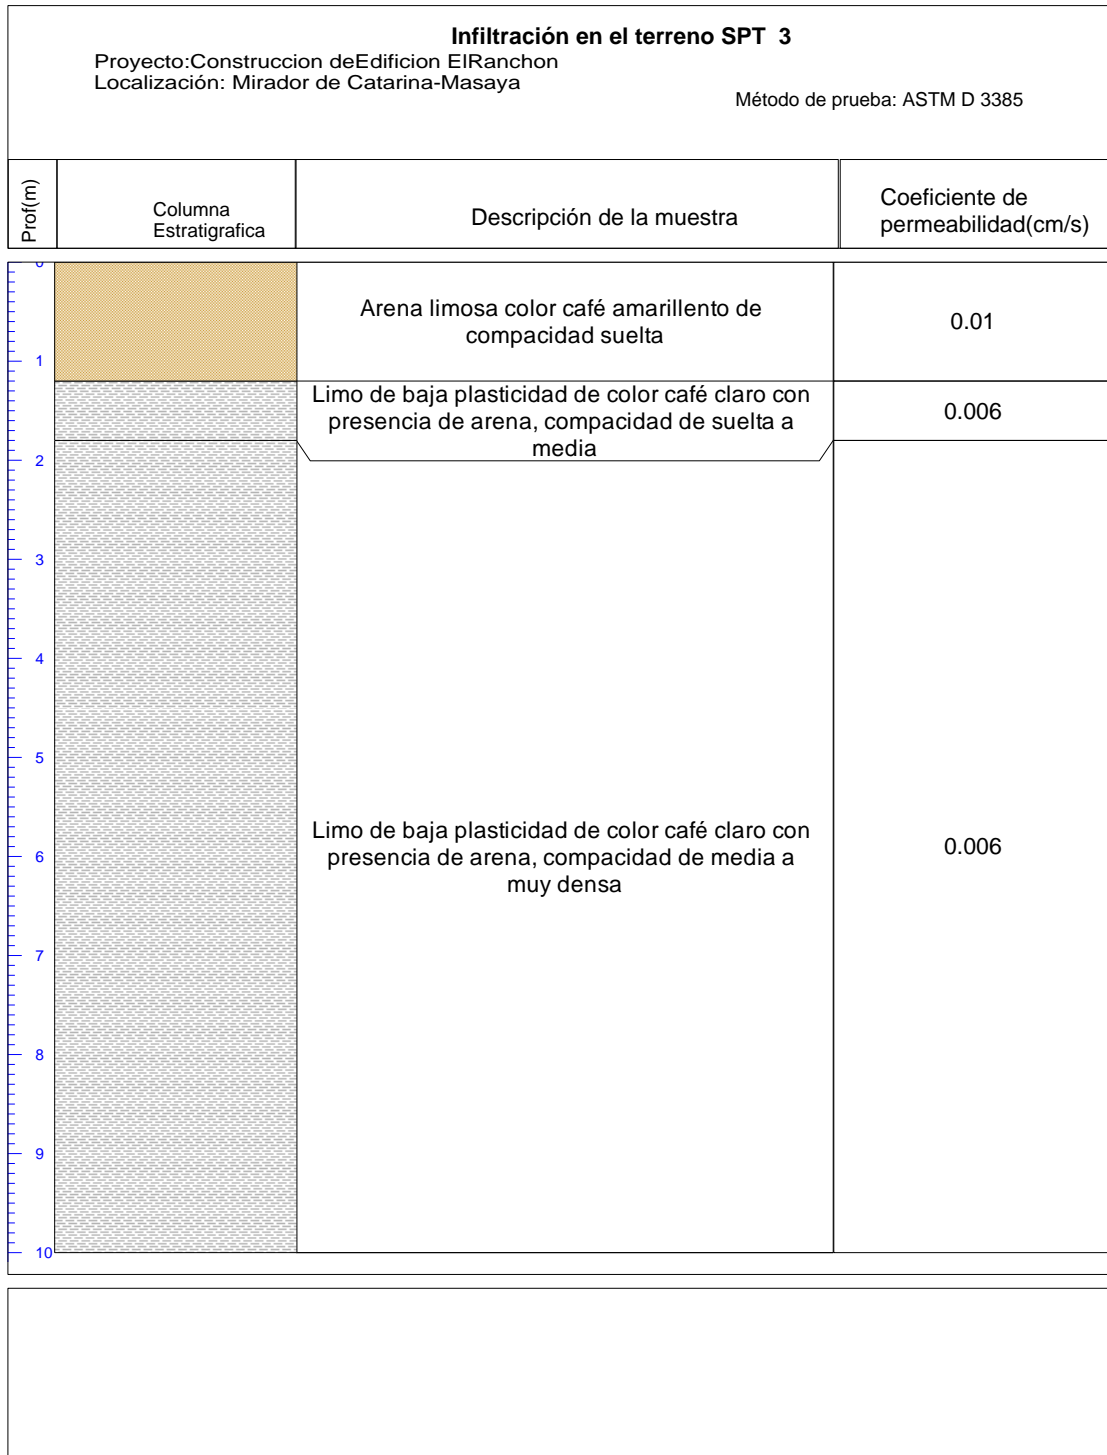 Infiltración en el terreno SPT 3
Proyecto:Construccion deEdificion ElRanchon
Localización: Mirador de Catarina-Masaya
Método de prueba: ASTM D 3385
Prof(m)
Columna
Estratigrafica
Descripción de la muestra
Coeficiente de
permeabilidad(cm/s)
0
Arena limosa color café amarillento de
compacidad suelta
0.01
1
Limo de baja plasticidad de color café claro con
presencia de arena, compacidad de suelta a
media
0.006
2
3
4
5
Limo de baja plasticidad de color café claro con
presencia de arena, compacidad de media a
muy densa
0.006
6
7
8
9
10